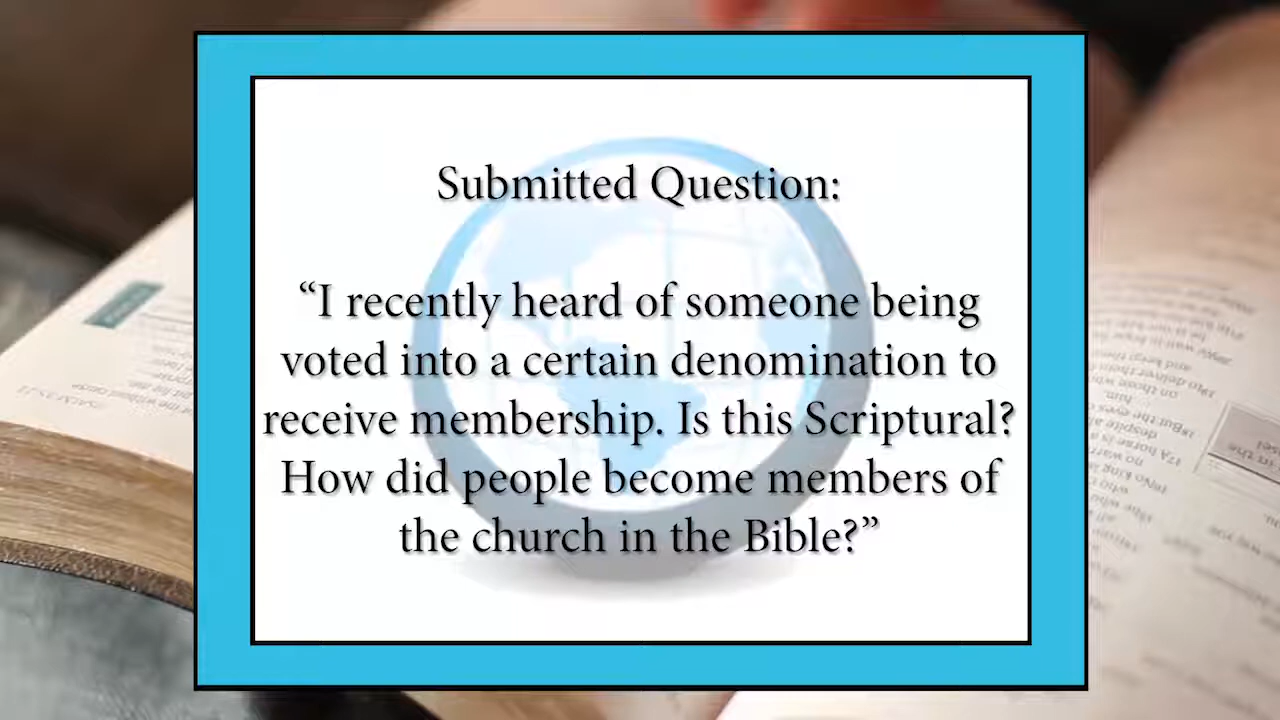 Submitted Question:
“I recently heard of someone being
voted into a certain denomination to
receive membership. Is this Scriptural?
How did people become members of
the church in the Bible?”